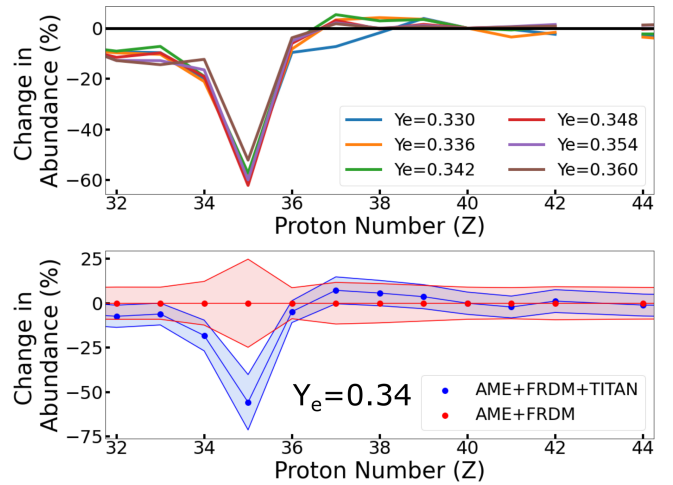 Change in
Abundance (%)
0
−20
−40
−60
Ye=0.330
Ye=0.336
Ye=0.342
Ye=0.348
Ye=0.354
Ye=0.360
32 34 36 38 40 42 44
Proton Number (Z)
Change in
Abundance (%)
25
0
−25
−50
−75
Yₑ=0.34
AME+FRDM+TITAN
AME+FRDM
32 34 36 38 40 42 44
Proton Number (Z)